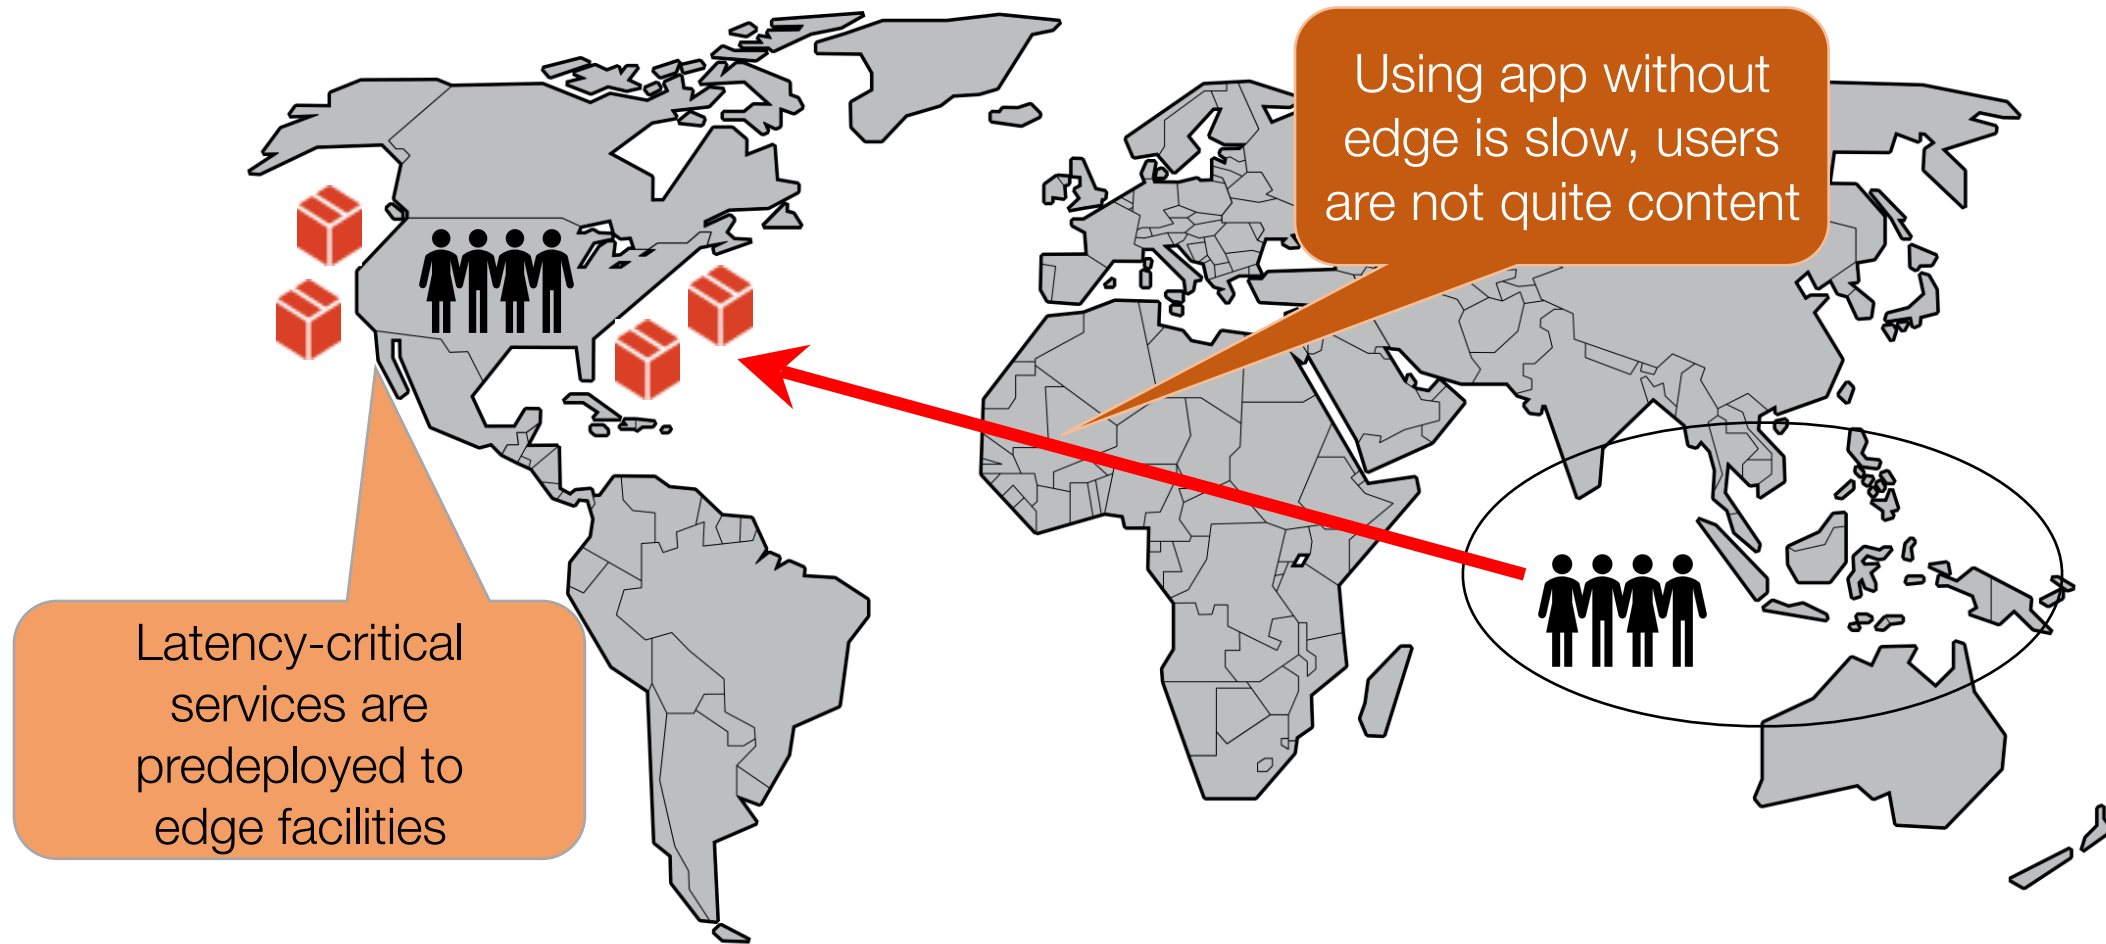 Using app without
edge is slow, users
are not quite content
Latency-critical
services are
predeployed to
edge facilities